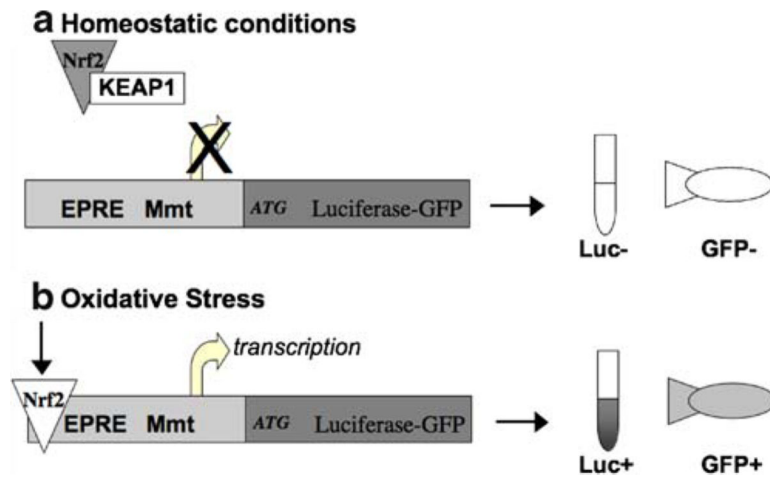 a Homeostatic conditions
Nrf2
KEAP1
X
EPRE Mmt ATG Luciferase-GFP
Luc- GFP-
b Oxidative Stress
transcription
Nrf2
EPRE Mmt ATG Luciferase-GFP
Luc+ GFP+